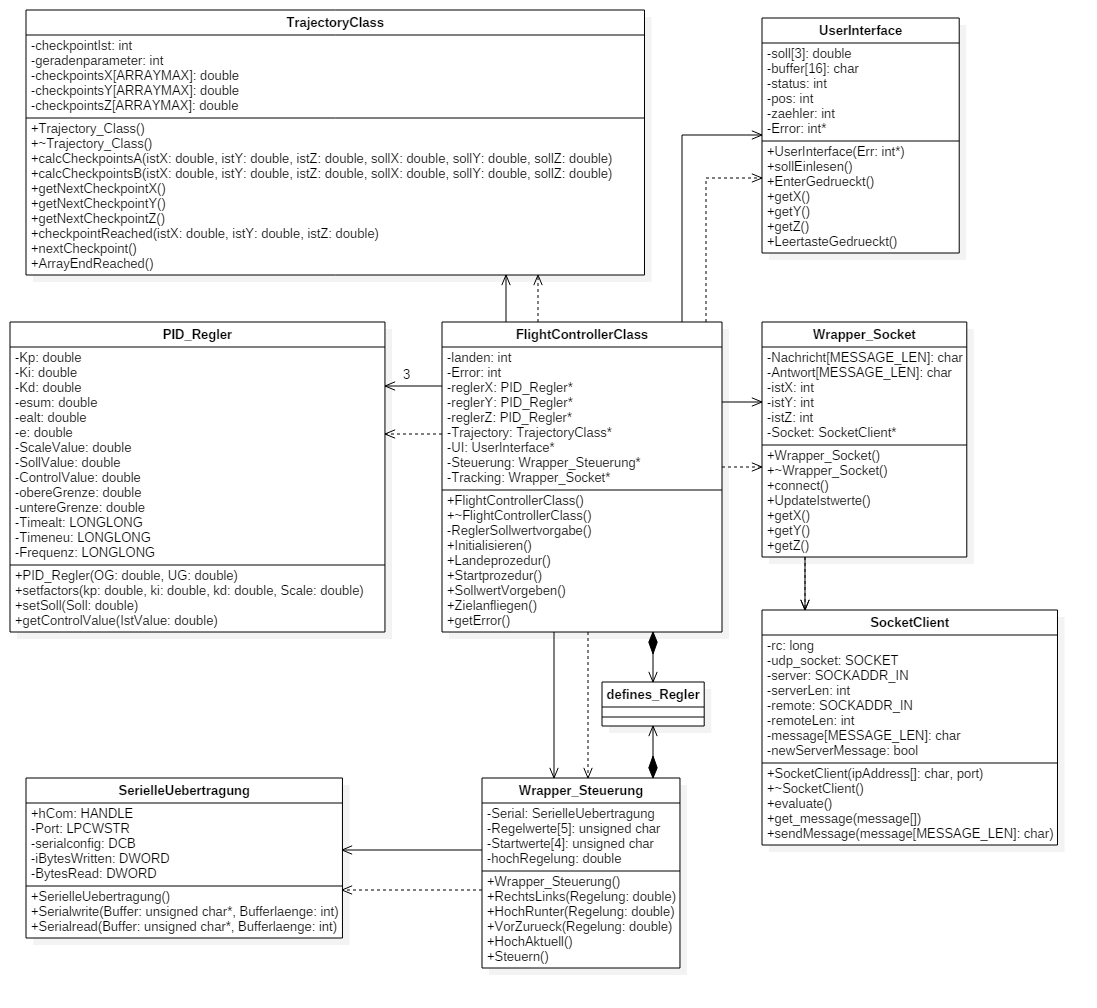 TrajectoryClass
-checkpointIst: int
-geradenparameter: int
-checkpointsX[ARRAYMAX]: double
-checkpointsY[ARRAYMAX]: double
-checkpointsZ[ARRAYMAX]: double
+Trajectory_Class()
+~Trajectory_Class()
+calcCheckpointsA(istX: double, istY: double, istZ: double, sollX: double, sollY: double, sollZ: double)
+calcCheckpointsB(istX: double, istY: double, istZ: double, sollX: double, sollY: double, sollZ: double)
+getNextCheckpointX()
+getNextCheckpointY()
+getNextCheckpointZ()
+checkpointReached(istX: double, istY: double, istZ: double)
+nextCheckpoint()
+ArrayEndReached()
UserInterface
-soll[3]: double
-buffer[16]: char
-status: int
-pos: int
-zaehler: int
-Error: int*
+UserInterface(Err: int*)
+sollEinlesen()
+EnterGedrueckt()
+getX()
+getY()
+getZ()
+LeertasteGedrueckt()
PID_Regler
-Kp: double
-Ki: double
-Kd: double
-esum: double
-ealt: double
-e: double
-ScaleValue: double
-SollValue: double
-ControlValue: double
-obereGrenze: double
-untereGrenze: double
-Timealt: LONGLONG
-Timeneu: LONGLONG
-Frequenz: LONGLONG
+PID_Regler(OG: double, UG: double)
+setfactors(kp: double, ki: double, kd: double, Scale: double)
+setSoll(Soll: double)
+getControlValue(IstValue: double)
3
FlightControllerClass
-landen: int
-Error: int
-reglerX: PID_Regler*
-reglerY: PID_Regler*
-reglerZ: PID_Regler*
-Trajectory: TrajectoryClass*
-UI: UserInterface*
-Steuerung: Wrapper_Steuerung*
-Tracking: Wrapper_Socket*
+FlightControllerClass()
+~FlightControllerClass()
-ReglerSollwertvorgabe()
+Initialisieren()
+Landeprozedur()
+Startprozedur()
+SollwertVorgeben()
+Zielanfliegen()
+getError()
Wrapper_Socket
-Nachricht[MESSAGE_LEN]: char
-Antwort[MESSAGE_LEN]: char
-istX: int
-istY: int
-istZ: int
-Socket: SocketClient*
+Wrapper_Socket()
+~Wrapper_Socket()
+connect()
+UpdateIstwerte()
+getX()
+getY()
+getZ()
SocketClient
-rc: long
-udp_socket: SOCKET
-server: SOCKADDR_IN
-serverLen: int
-remote: SOCKADDR_IN
-remoteLen: int
-message[MESSAGE_LEN]: char
-newServerMessage: bool
+SocketClient(ipAddress[]: char, port)
+~SocketClient()
+evaluate()
+get_message(message[])
+sendMessage(message[MESSAGE_LEN]: char)
defines_Regler
SerielleUebertragung
+hCom: HANDLE
-Port: LPCWSTR
-serialconfig: DCB
-iBytesWritten: DWORD
-BytesRead: DWORD
+SerielleUebertragung()
+Serialwrite(Buffer: unsigned char*, Bufferlaenge: int)
+Serialread(Buffer: unsigned char*, Bufferlaenge: int)
Wrapper_Steuerung
-Serial: SerielleUebertragung
-Regelwerte[5]: unsigned char
-Startwerte[4]: unsigned char
-hochRegelung: double
+Wrapper_Steuerung()
+RechtsLinks(Regelung: double)
+HochRunter(Regelung: double)
+VorZurueck(Regelung: double)
+HochAktuell()
+Steuern()